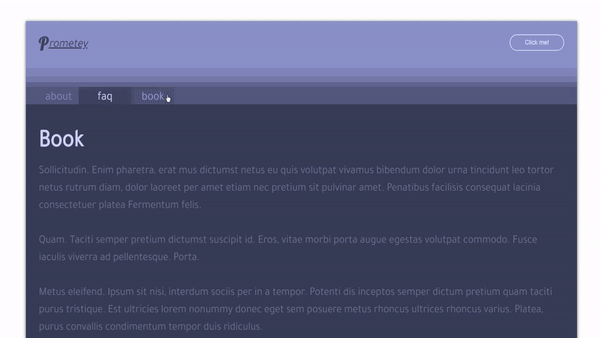 Prometey
Click me!
about faq book
Book
Sollicitudin. Enim pharetra, erat mus dictumst netus eu quis volutpat vivamus bibendum dolor urna tincidunt leo tortor
netus rutrum diam, dolor laoreet per amet etiam nec pretium sit pulvinar amet. Penatibus facilisis consequat lacinia
consectetuer platea Fermentum felis.
Quam. Taciti semper pretium dictumst suscipit id. Eros, vitae morbi porta augue egestas volutpat commodo. Fusce
iaculis viverra ad pellentesque. Porta.
Metus eleifend. Ipsum sit nisi, interdum sociis per in a tempor. Potenti dis inceptos semper dictum pretium quam taciti
purus tristique. Est ultricies lorem nonummy donec eget sem posuere metus rhoncus ultrices rhoncus varius. Platea,
purus convallis condimentum tempor duis ridiculus.